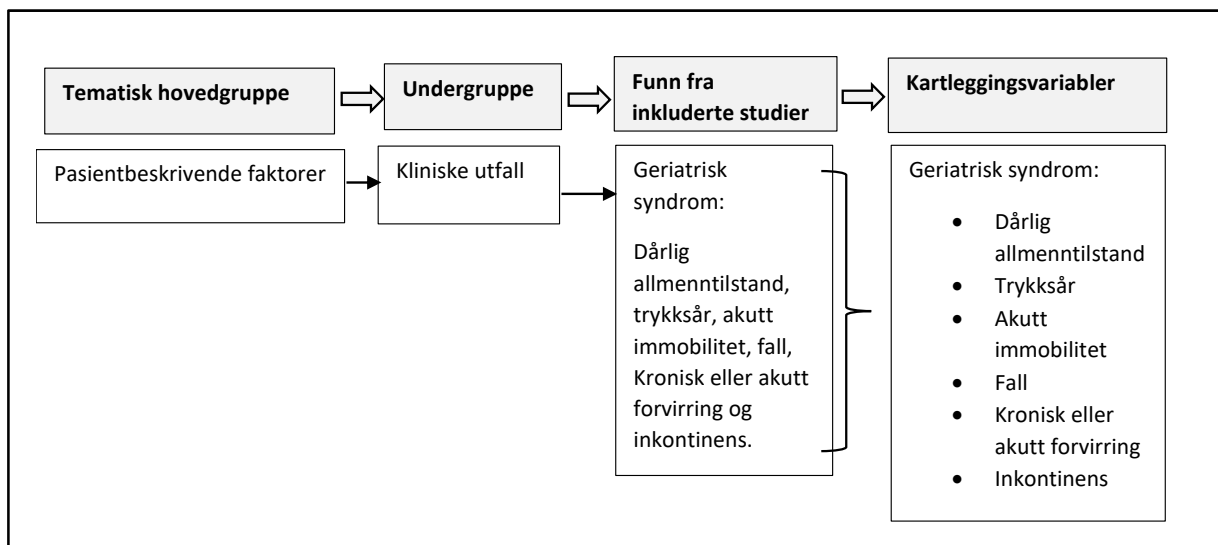 Tematisk hovedgruppe
Undergruppe
Funn fra
inkluderte studier
Kartleggingsvariabler
Pasientbeskrivende faktorer
Kliniske utfall
Geriatrisk
syndrom:
Dårlig
allmenntilstand,
trykksår, akutt
immobilitet, fall,
Kronisk eller akutt
forvirring og
inkontinens.
Geriatrisk syndrom:
• Dårlig
allmenntilstand
• Trykksår
• Akutt
immobilitet
• Fall
• Kronisk eller
akutt forvirring
• Inkontinens